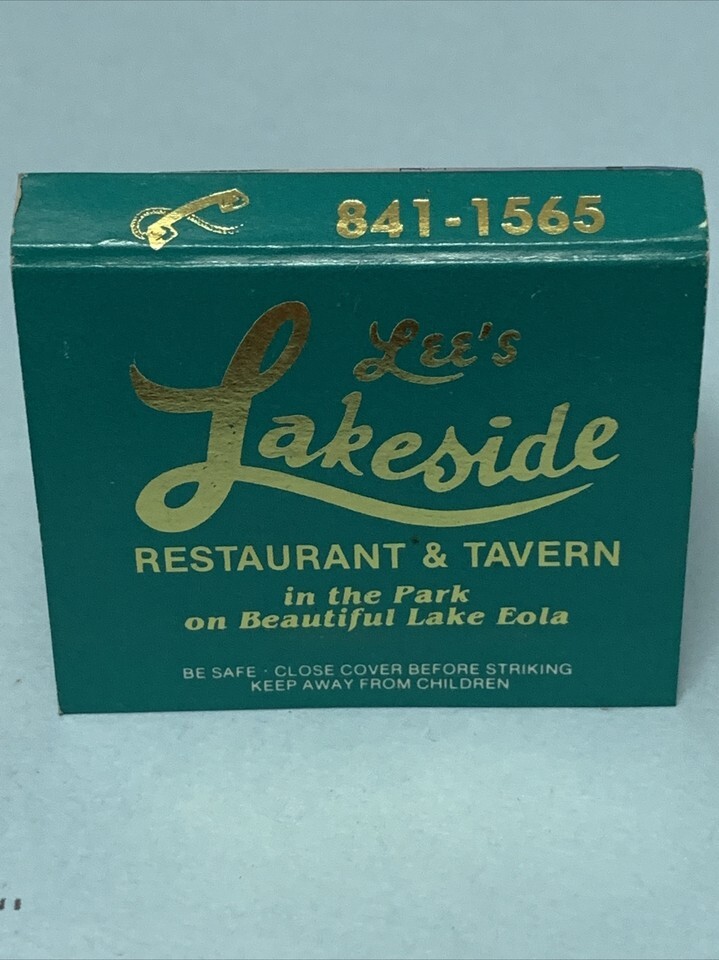 841-1565
Lee's
Lakeside
RESTAURANT & TAVERN
in the Park
on Beautiful Lake Eola
BE SAFE · CLOSE COVER BEFORE STRIKING
KEEP AWAY FROM CHILDREN